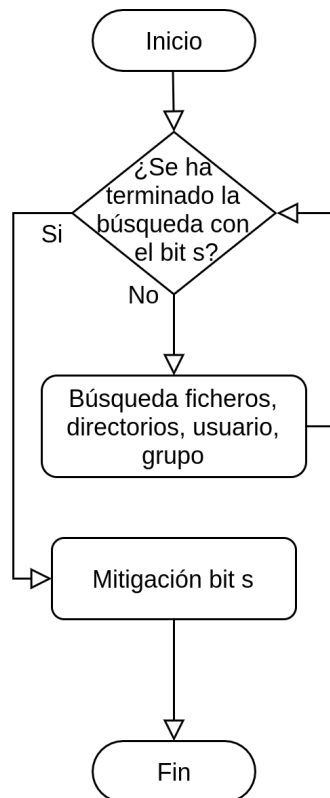 Inicio
¿Se ha
terminado la
búsqueda con
el bit s?
Si
No
Búsqueda ficheros,
directorios, usuario,
grupo
Mitigación bit s
Fin